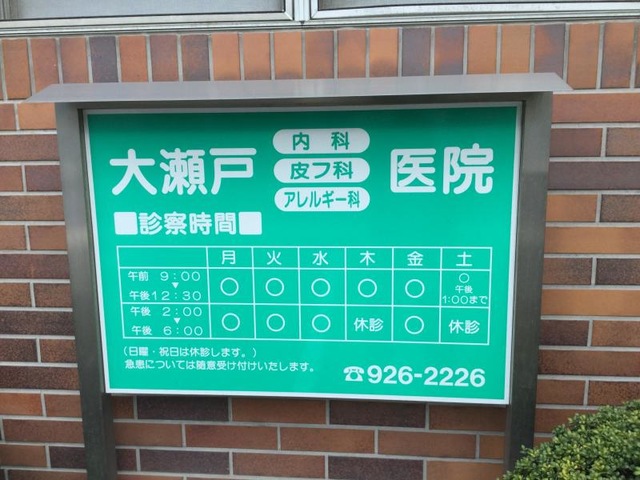 大瀬戸 内科 皮フ科 アレルギー科 医院
■診察時間■
月 火 水 木 金 土
午前 9:00 ▼ 午後 12:30 ○ ○ ○ ○ ○ ○ 午後 1:00まで
午後 2:00 ▼ 午後 6:00 ○ ○ ○ 休診 ○ 休診
(日曜・祝日は休診します。)
急患については随意受け付けいたします。
☎926-2226